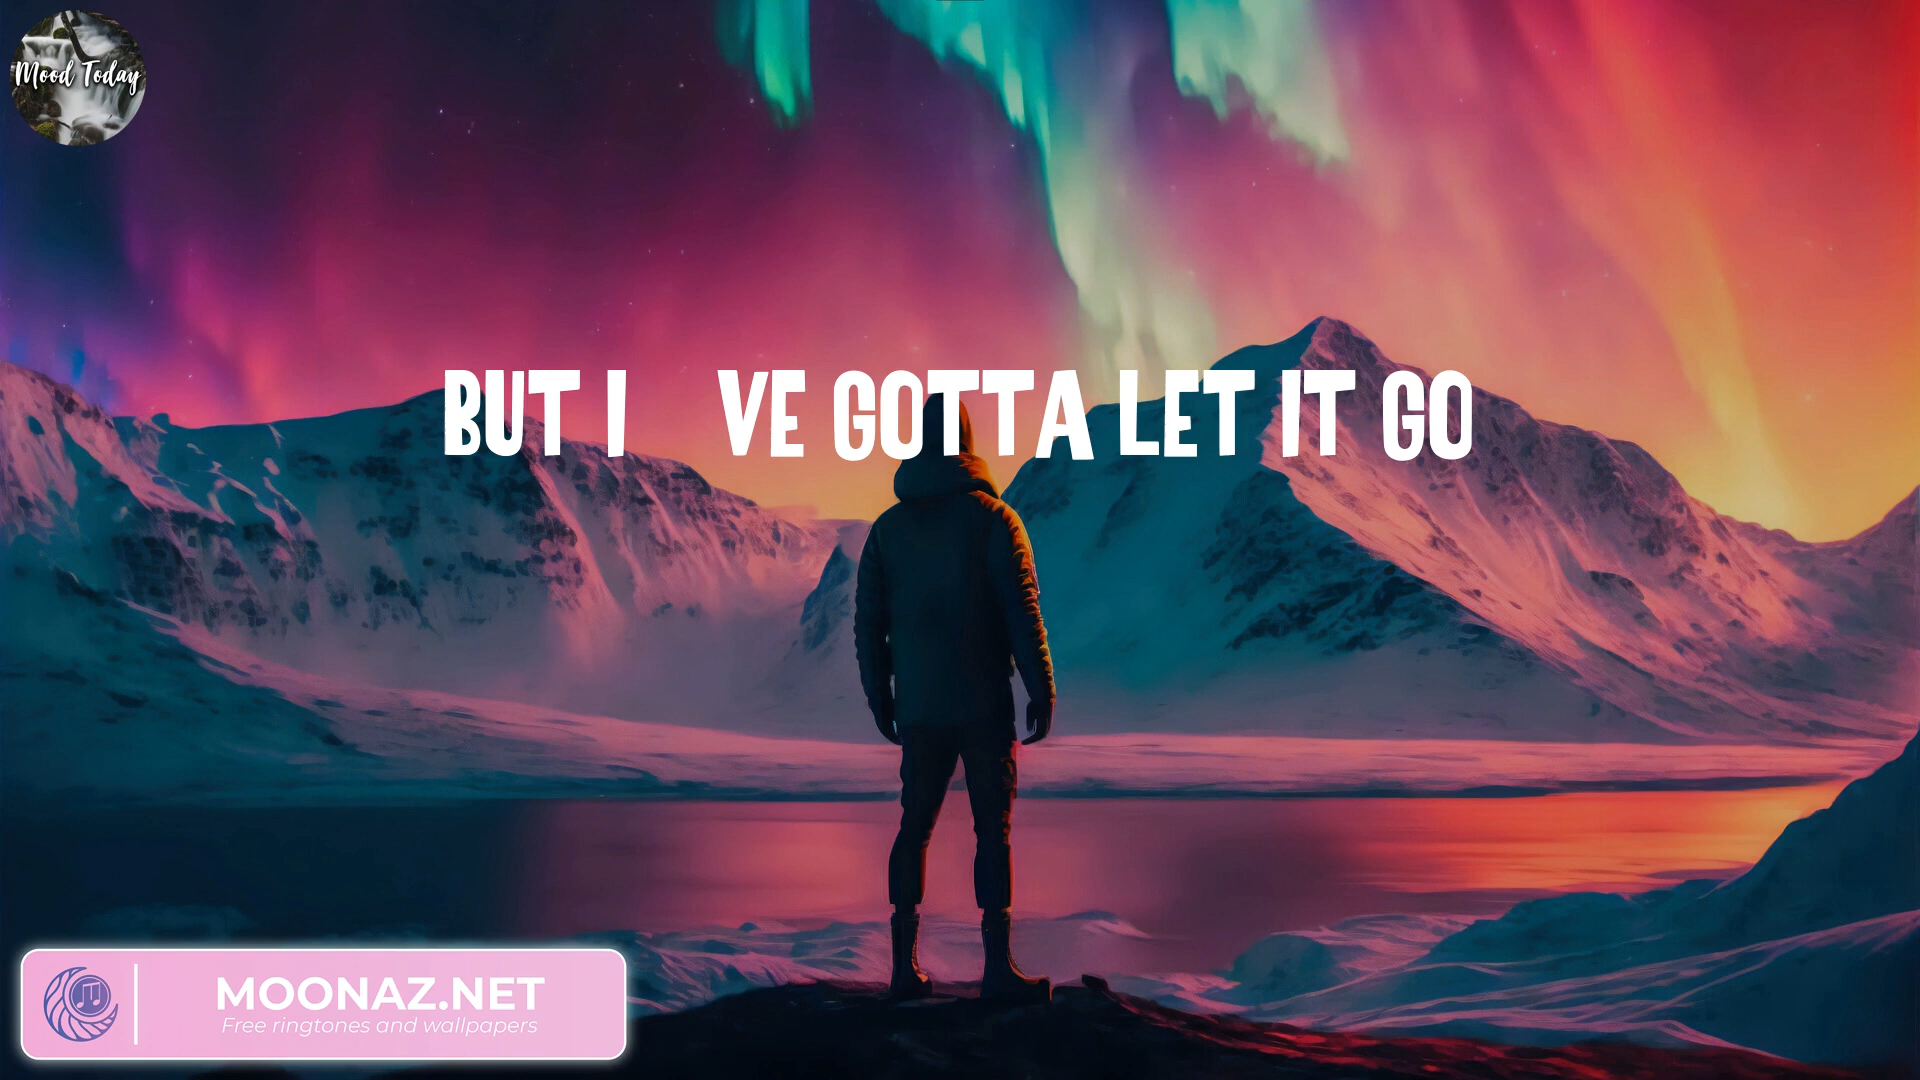 Mood Today
BUT I VE GOTTA LET IT GO
MOONAZ.NET
Free ringtones and wallpapers